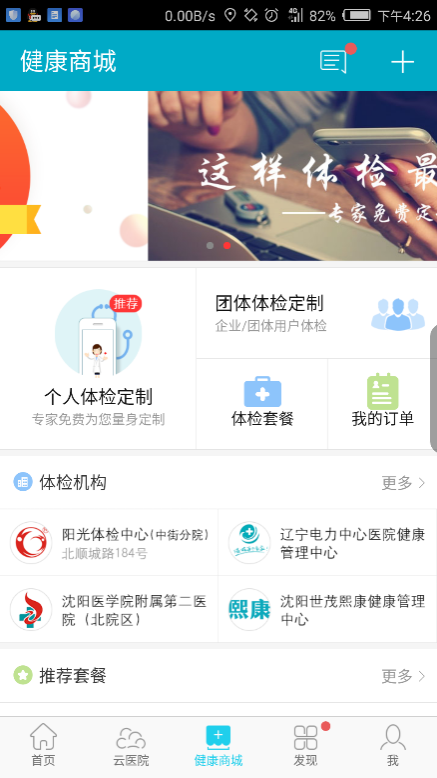 0.00B/s 4G 82% 下午4:26
健康商城
这样体检最
——专家免费定
推荐
个人体检定制
专家免费为您量身定制
团体体检定制
企业/团体用户体检
体检套餐
我的订单
体检机构
更多
阳光体检中心(中街分院)
北顺城路184号
辽宁电力中心医院健康
管理中心
沈阳医学院附属第二医
院（北院区）
熙康
沈阳世茂熙康健康管理
中心
推荐套餐
更多
首页
云医院
健康商城
发现
我